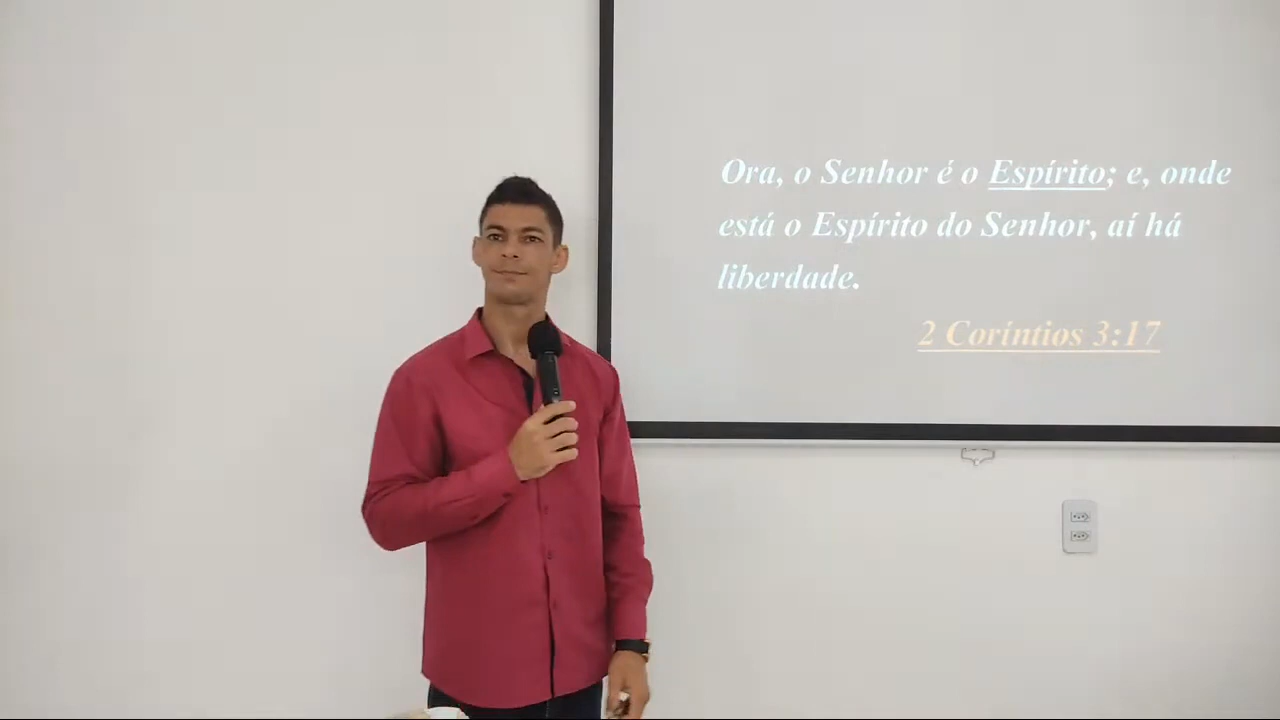 Ora, o Senhor é o Espírito; e, onde
está o Espírito do Senhor, aí há
liberdade.
2 Coríntios 3:17